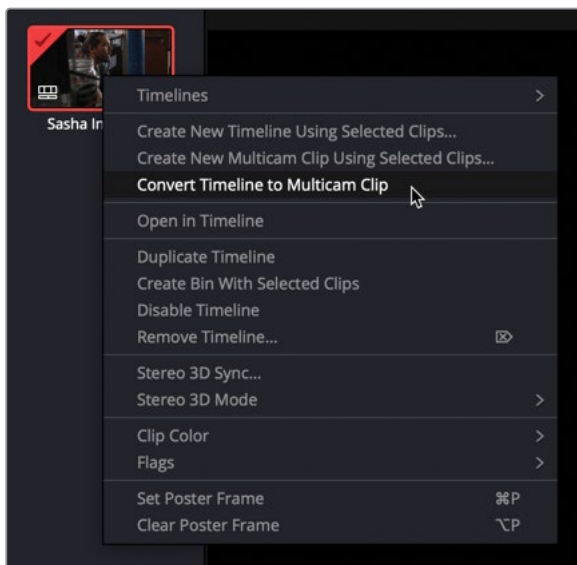 Sasha In
Timelines >
Create New Timeline Using Selected Clips...
Create New Multicam Clip Using Selected Clips...
Convert Timeline to Multicam Clip
Open in Timeline
Duplicate Timeline
Create Bin With Selected Clips
Disable Timeline
Remove Timeline... ⌦
Stereo 3D Sync...
Stereo 3D Mode >
Clip Color >
Flags >
Set Poster Frame ⌘P
Clear Poster Frame ⌥P